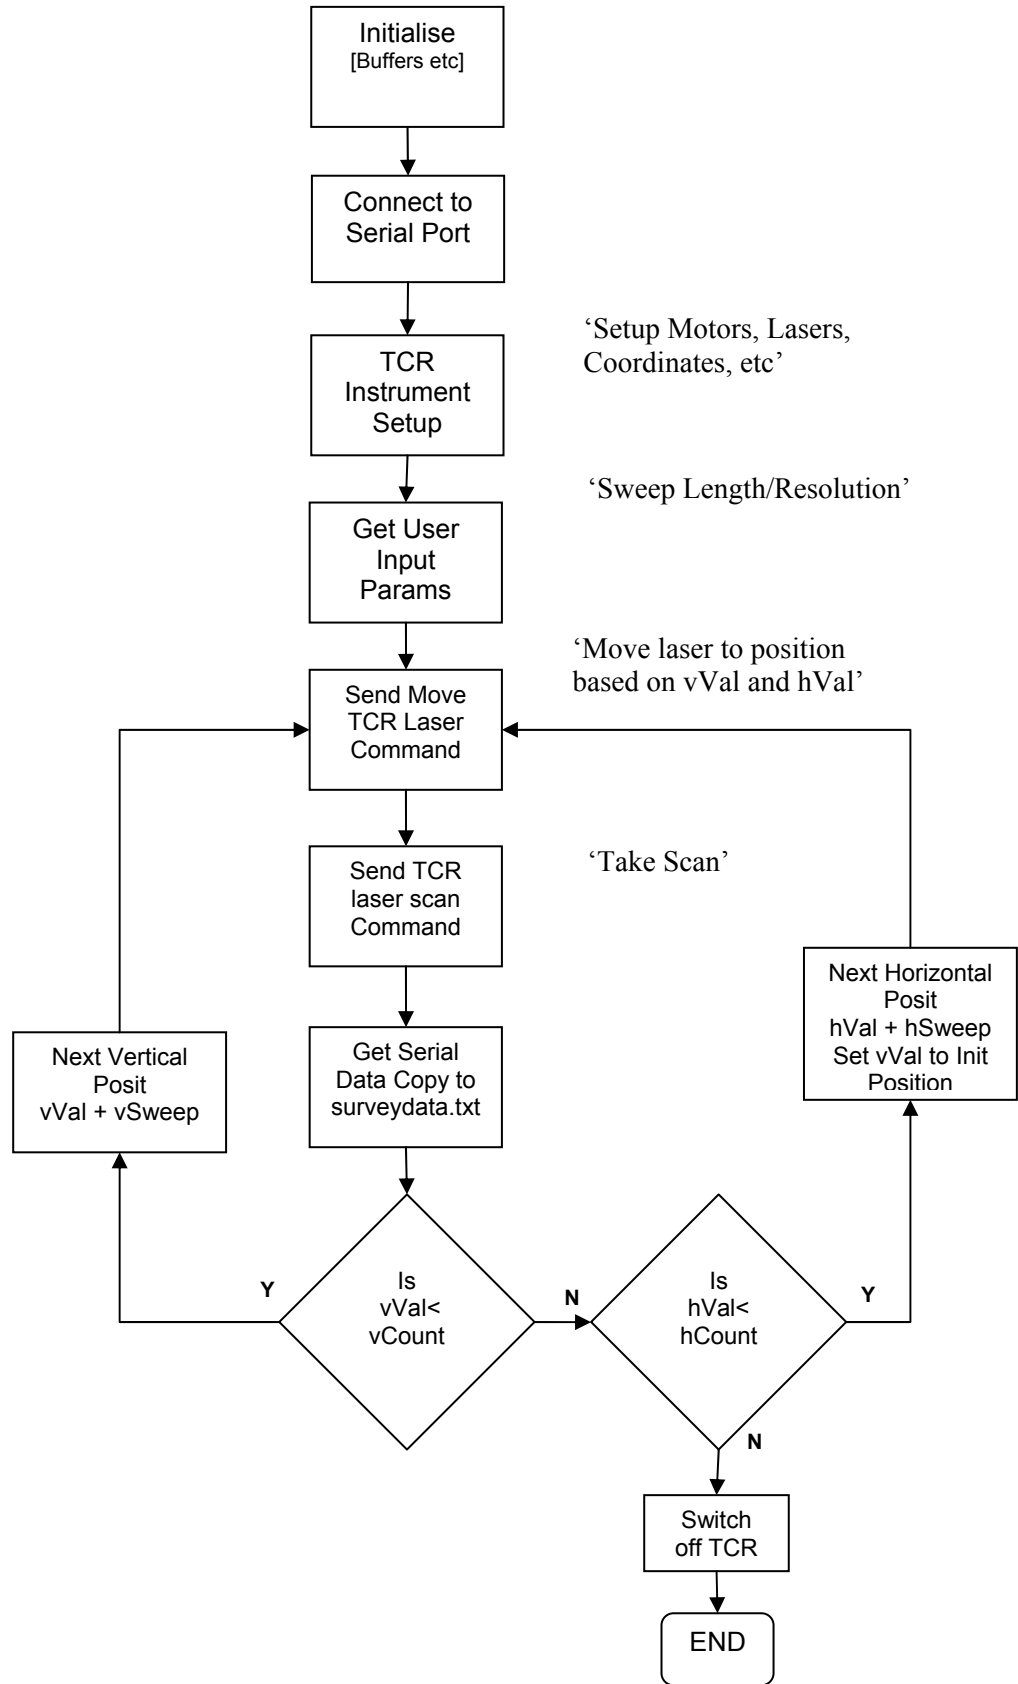 Initialise
[Buffers etc]
Connect to
Serial Port
‘Setup Motors, Lasers,
Coordinates, etc’
TCR
Instrument
Setup
‘Sweep Length/Resolution’
Get User
Input
Params
‘Move laser to position
based on vVal and hVal’
Send Move
TCR Laser
Command
‘Take Scan’
Send TCR
laser scan
Command
Next Horizontal
Posit
hVal + hSweep
Set vVal to Init
Position
Next Vertical
Posit
vVal + vSweep
Get Serial
Data Copy to
surveydata.txt
Y
Is
vVal<
vCount
N
Is
hVal<
hCount
Y
N
Switch
off TCR
END